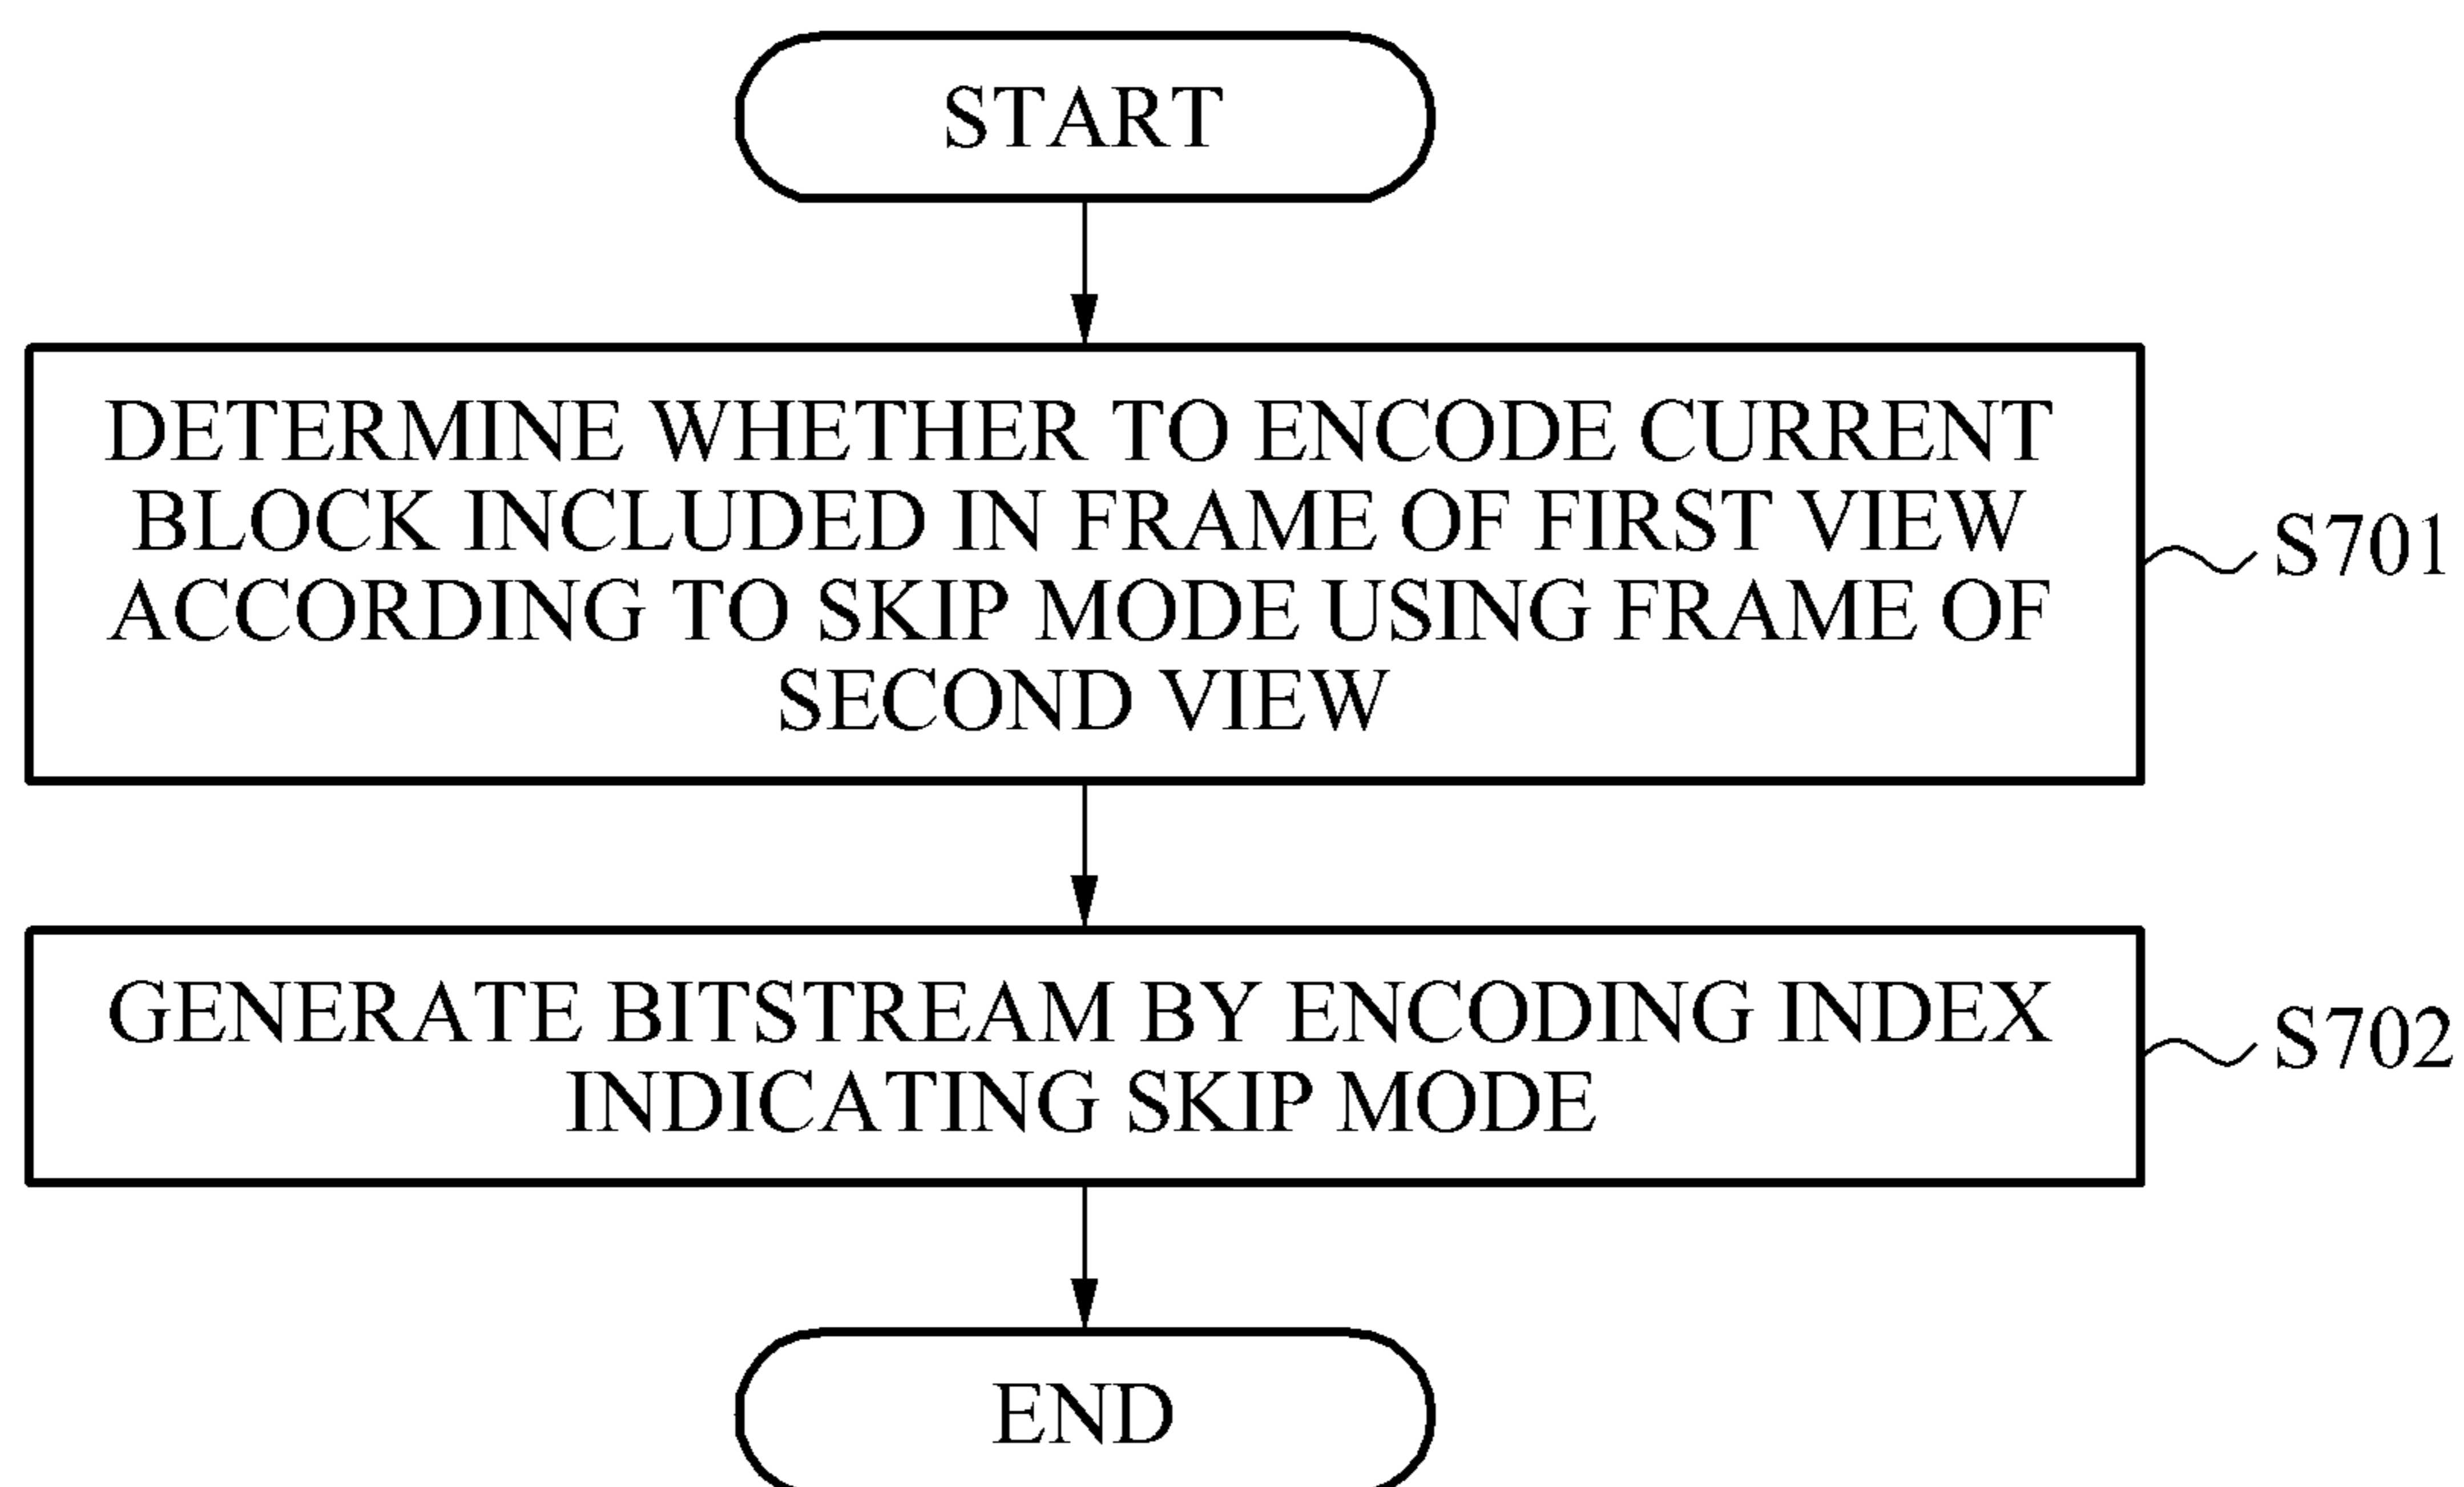 START
DETERMINE WHETHER TO ENCODE CURRENT
BLOCK INCLUDED IN FRAME OF FIRST VIEW
ACCORDING TO SKIP MODE USING FRAME OF
SECOND VIEW
S701
GENERATE BITSTREAM BY ENCODING INDEX
INDICATING SKIP MODE
S702
END